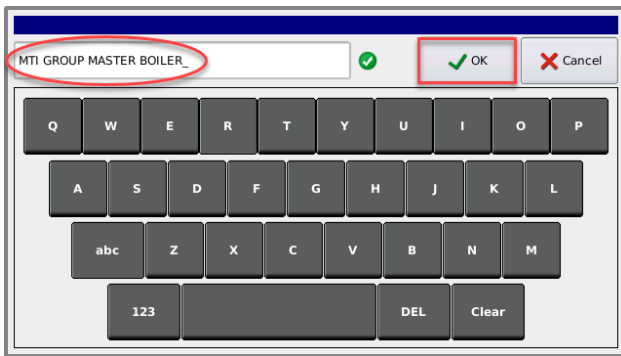 MTI GROUP MASTER BOILER_ OK Cancel
Q W E R T Y U I O P
A S D F G H J K L
abc Z X C V B N M
123 DEL Clear